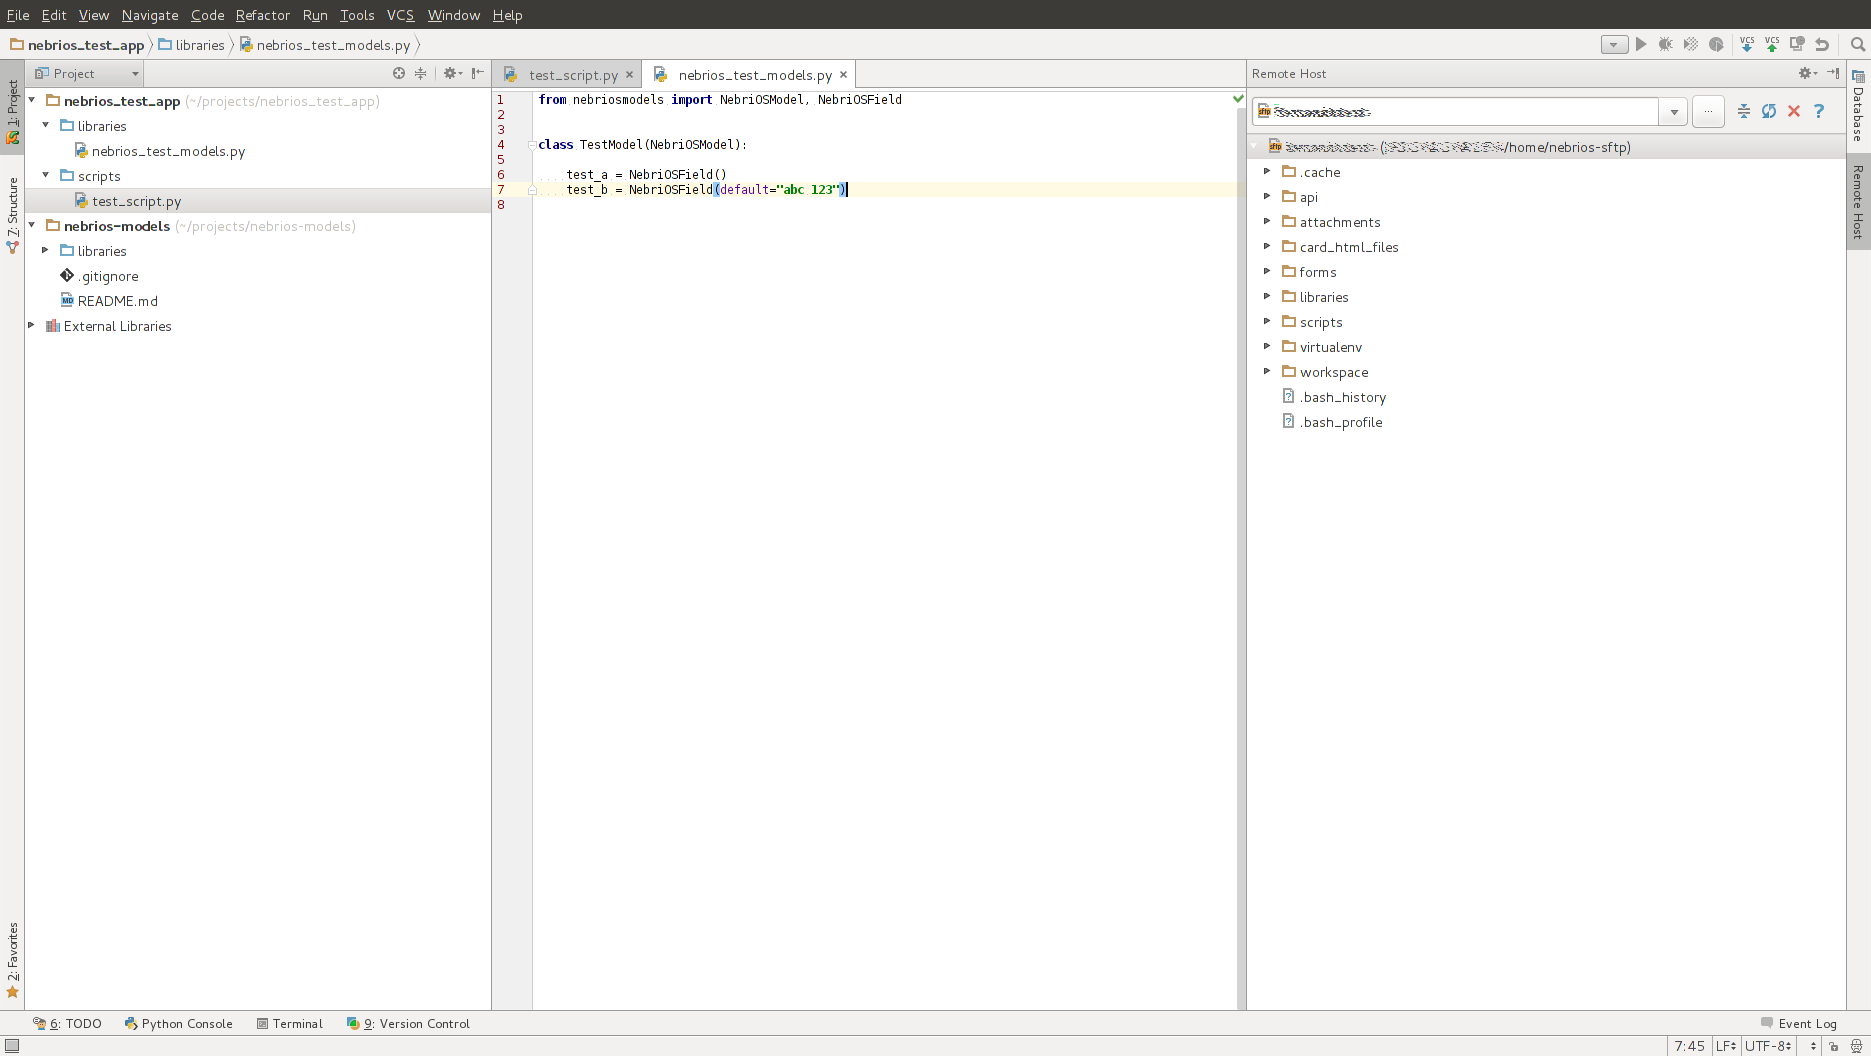 File Edit View Navigate Code Refactor Run Tools VCS Window Help
nebrios_test_app libraries nebrios_test_models.py
VCS VCS
1: Project
7: Structure
2: Favorites
Project
nebrios_test_app (~/projects/nebrios_test_app)
libraries
nebrios_test_models.py
scripts
test_script.py
nebrios-models (~/projects/nebrios-models)
libraries
.gitignore
README.md
External Libraries
test_script.py nebrios_test_models.py
1 from nebriosmodels import NebriOSModel, NebriOSField
2
3
4 class TestModel(NebriOSModel):
5
6 test_a = NebriOSField()
7 test_b = NebriOSField(default="abc 123")
8
Remote Host
/home/nebrios-sftp)
.cache
api
attachments
card_html_files
forms
libraries
scripts
virtualenv
workspace
.bash_history
.bash_profile
Database
Remote Host
6: TODO Python Console Terminal 9: Version Control Event Log
7:45 LF UTF-8